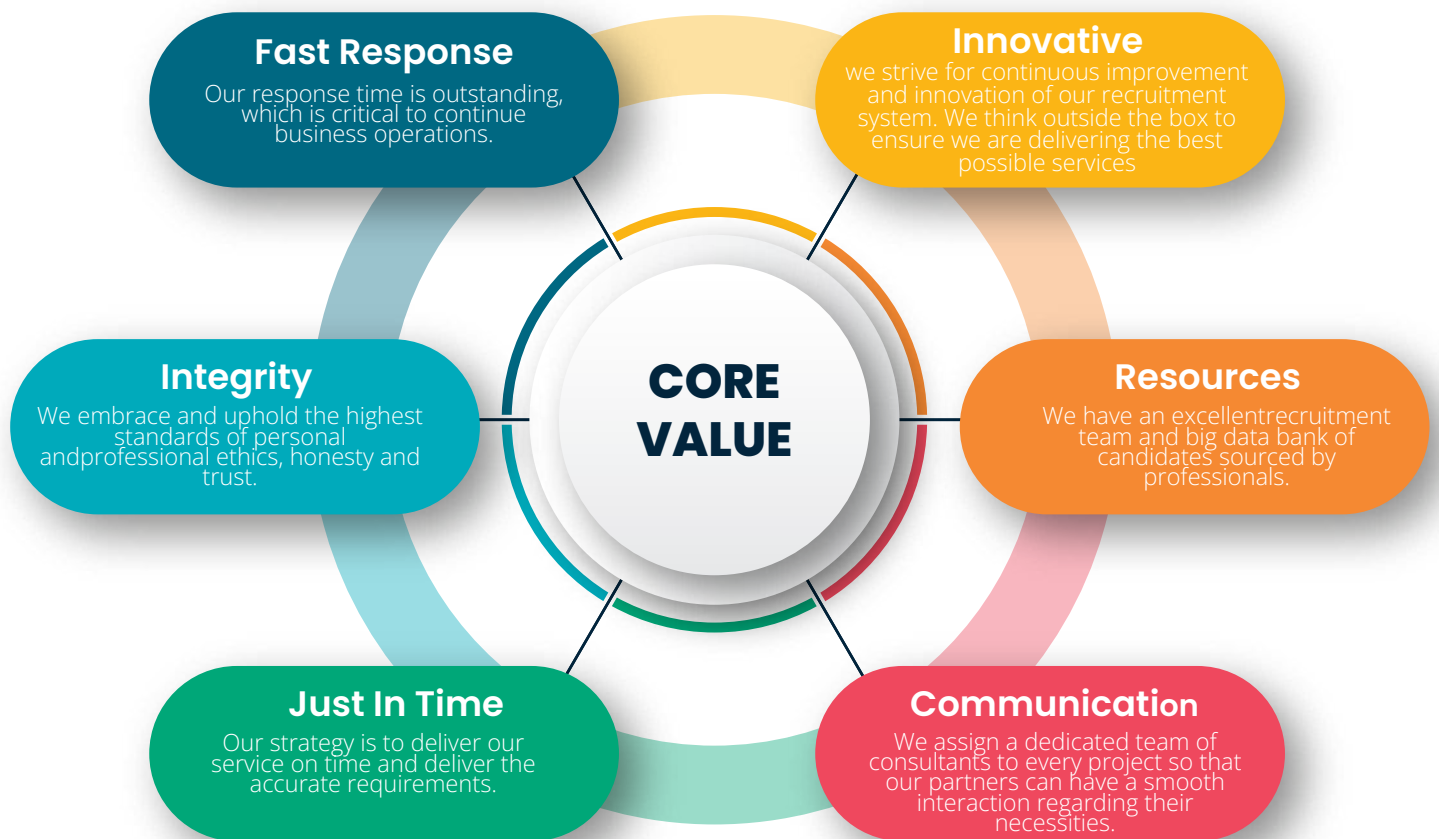 Fast Response
Our response time is outstanding,
which is critical to continue
business operations.
Innovative
we strive for continuous improvement
and innovation of our recruitment
system. We think outside the box to
ensure we are delivering the best
possible services
Integrity
We embrace and uphold the highest
standards of personal
andprofessional ethics, honesty and
trust.
CORE
VALUE
Resources
We have an excellentrecruitment
team and big data bank of
candidates sourced by
professionals.
Just In Time
Our strategy is to deliver our
service on time and deliver the
accurate requirements.
Communication
We assign a dedicated team of
consultants to every project so that
our partners can have a smooth
interaction regarding their
necessities.